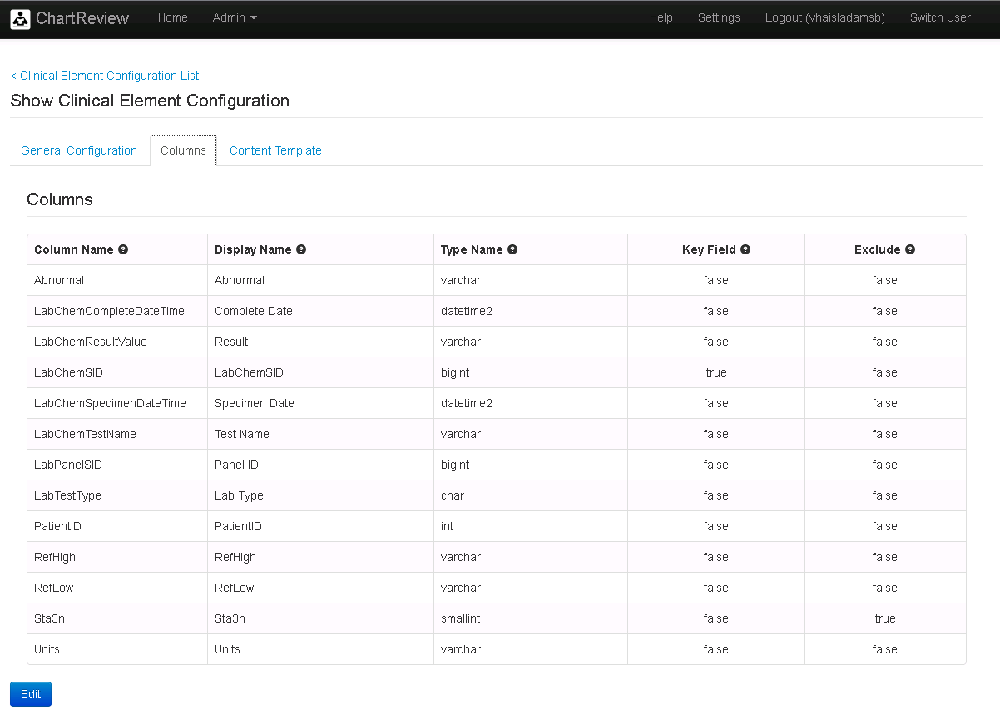 ChartReview Home Admin Help Settings Logout (vhaisladamsb) Switch User
< Clinical Element Configuration List
Show Clinical Element Configuration
General Configuration Columns Content Template
Columns
Column Name Display Name Type Name Key Field Exclude
Abnormal Abnormal varchar false false
LabChemCompleteDateTime Complete Date datetime2 false false
LabChemResultValue Result varchar false false
LabChemSID LabChemSID bigint true false
LabChemSpecimenDateTime Specimen Date datetime2 false false
LabChemTestName Test Name varchar false false
LabPanelSID Panel ID bigint false false
LabTestType Lab Type char false false
PatientID PatientID int false false
RefHigh RefHigh varchar false false
RefLow RefLow varchar false false
Sta3n Sta3n smallint false true
Units Units varchar false false
Edit